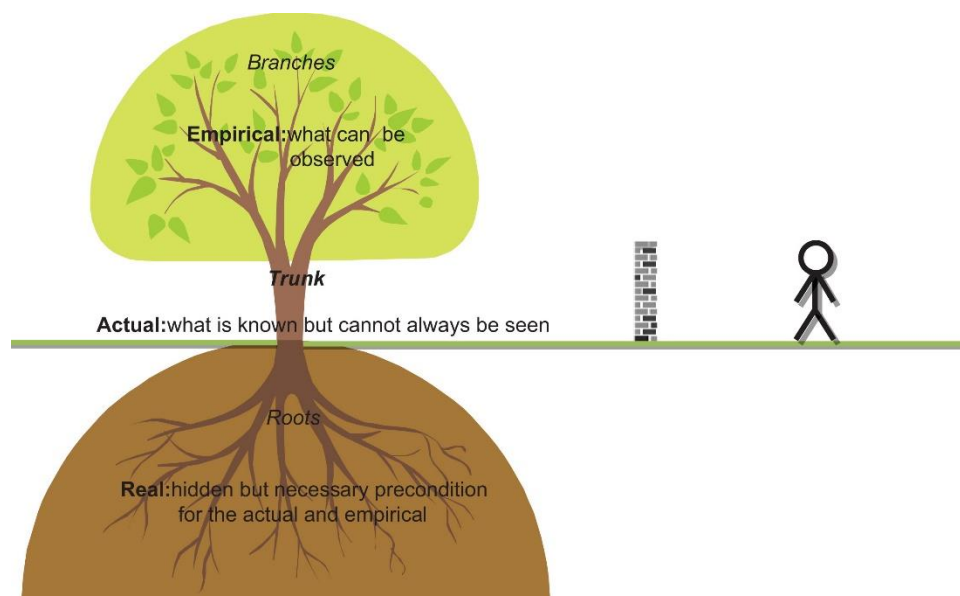 Branches
Empirical:what can be
observed
Trunk
Actual:what is known but cannot always be seen
Roots
Real:hidden but necessary precondition
for the actual and empirical